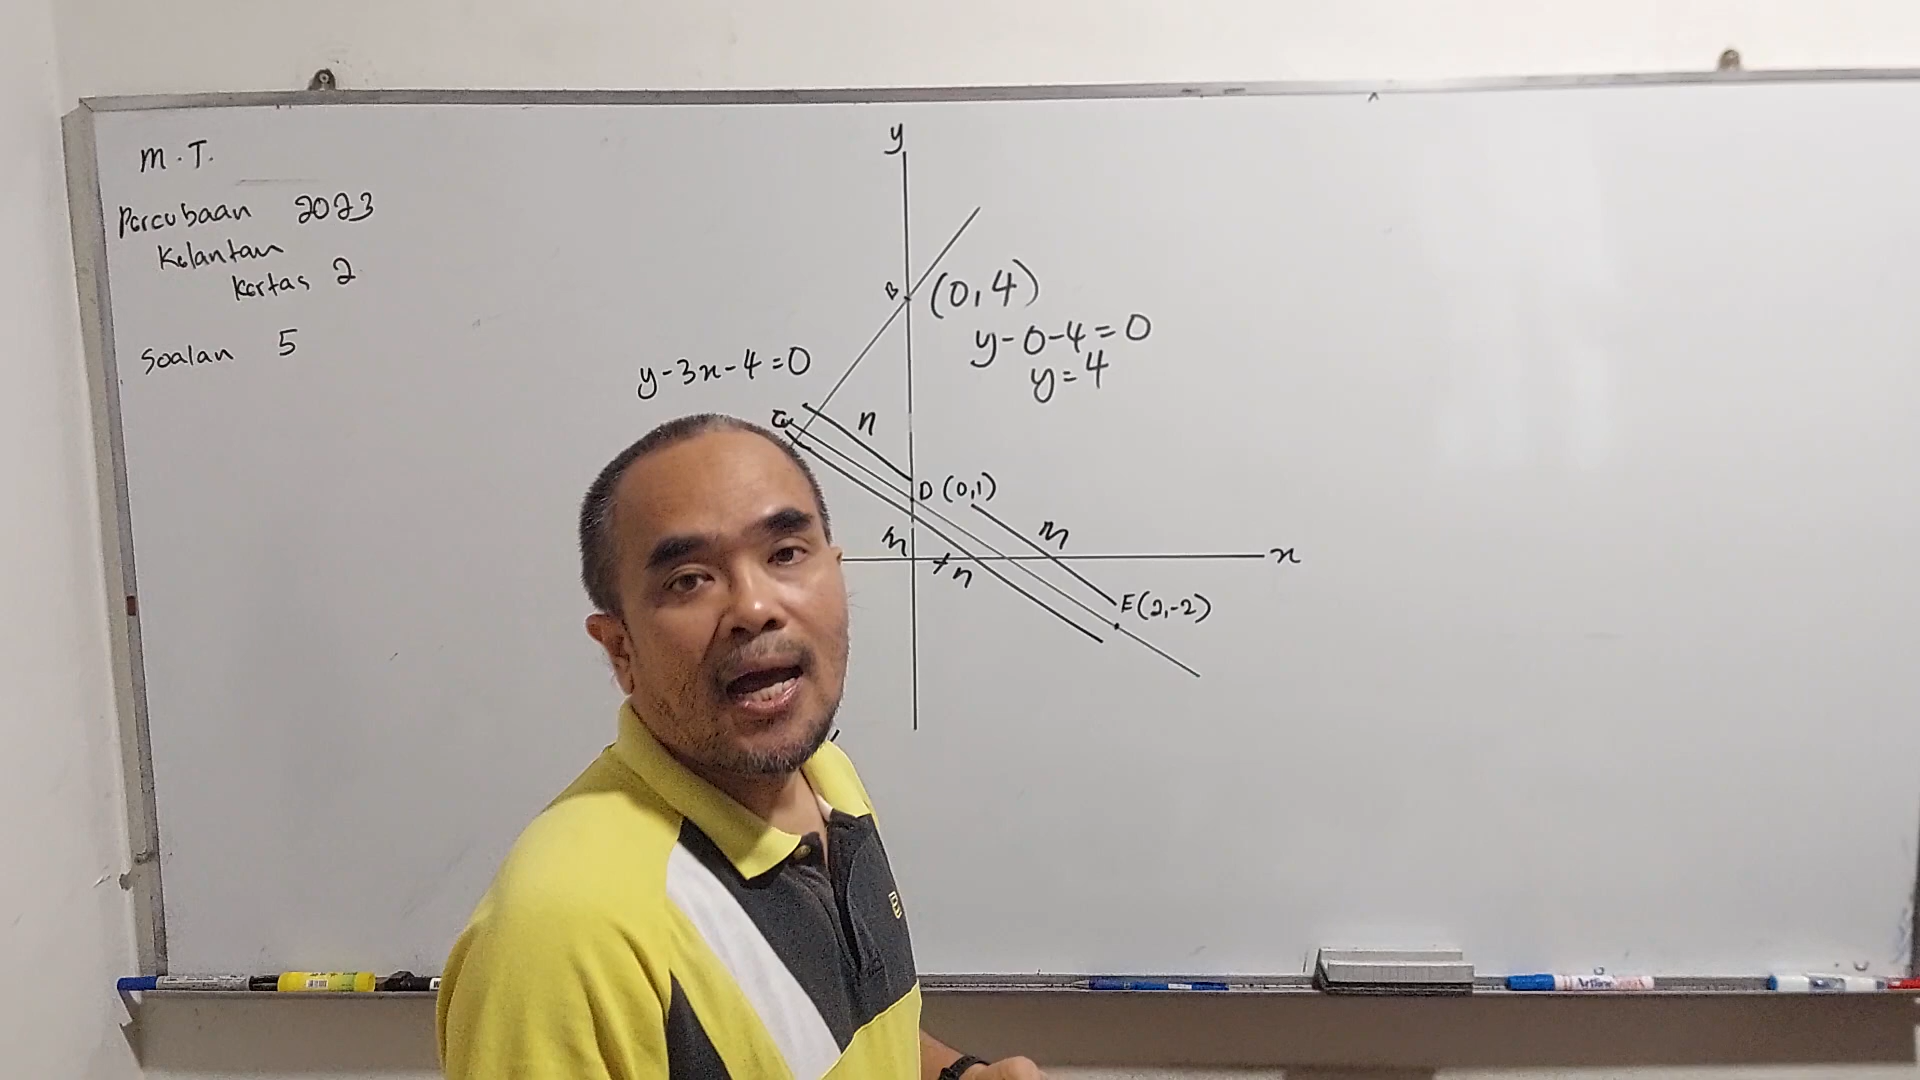 M.T.
Percubaan 2023
Kelantan
Kertas 2
Soalan 5
y
B (0,4)
y-0-4=0
y=4
y-3x-4=0
C
n
D (0,1)
m
x
n
E(2,-2)
Artline